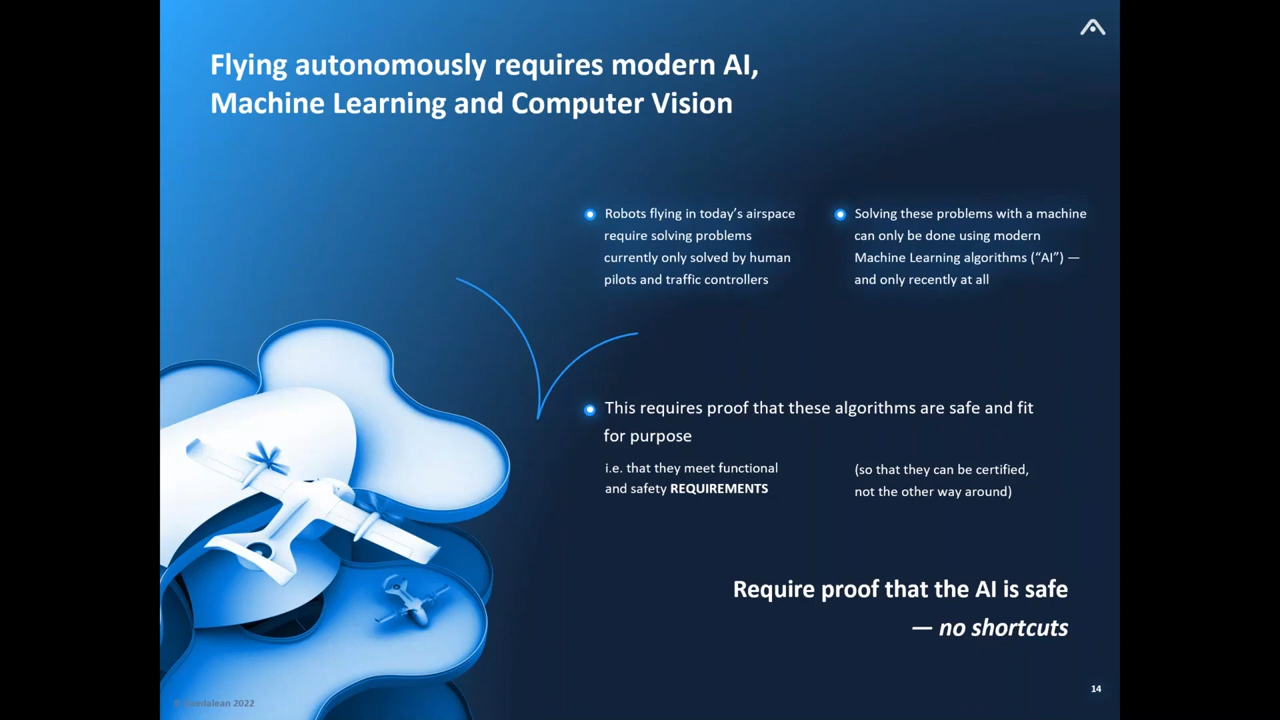 Flying autonomously requires modern AI,
Machine Learning and Computer Vision
Robots flying in today's airspace
require solving problems
currently only solved by human
pilots and traffic controllers
Solving these problems with a machine
can only be done using modern
Machine Learning algorithms (“AI”) —
and only recently at all
This requires proof that these algorithms are safe and fit
for purpose
i.e. that they meet functional
and safety REQUIREMENTS
(so that they can be certified,
not the other way around)
Require proof that the AI is safe
— no shortcuts
14
2022